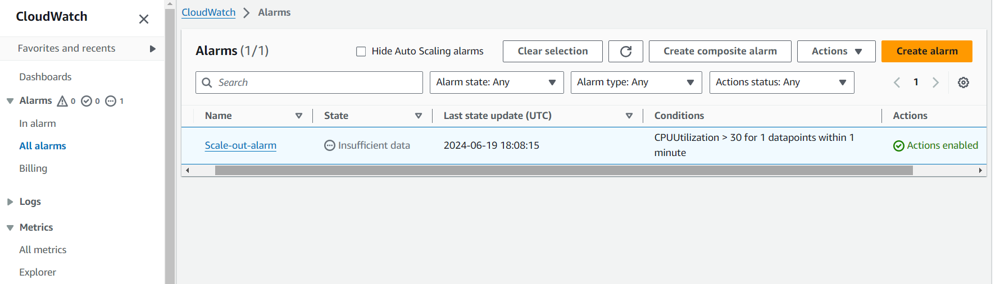 CloudWatch
Favorites and recents
Dashboards
Alarms 0 0 1
In alarm
All alarms
Billing
Logs
Metrics
All metrics
Explorer
CloudWatch Alarms
Alarms (1/1)
Hide Auto Scaling alarms
Clear selection
Create composite alarm
Actions
Create alarm
Search
Alarm state: Any
Alarm type: Any
Actions status: Any
1
Name State Last state update (UTC) Conditions Actions
Scale-out-alarm Insufficient data 2024-06-19 18:08:15 CPUUtilization > 30 for 1 datapoints within 1
minute
Actions enabled